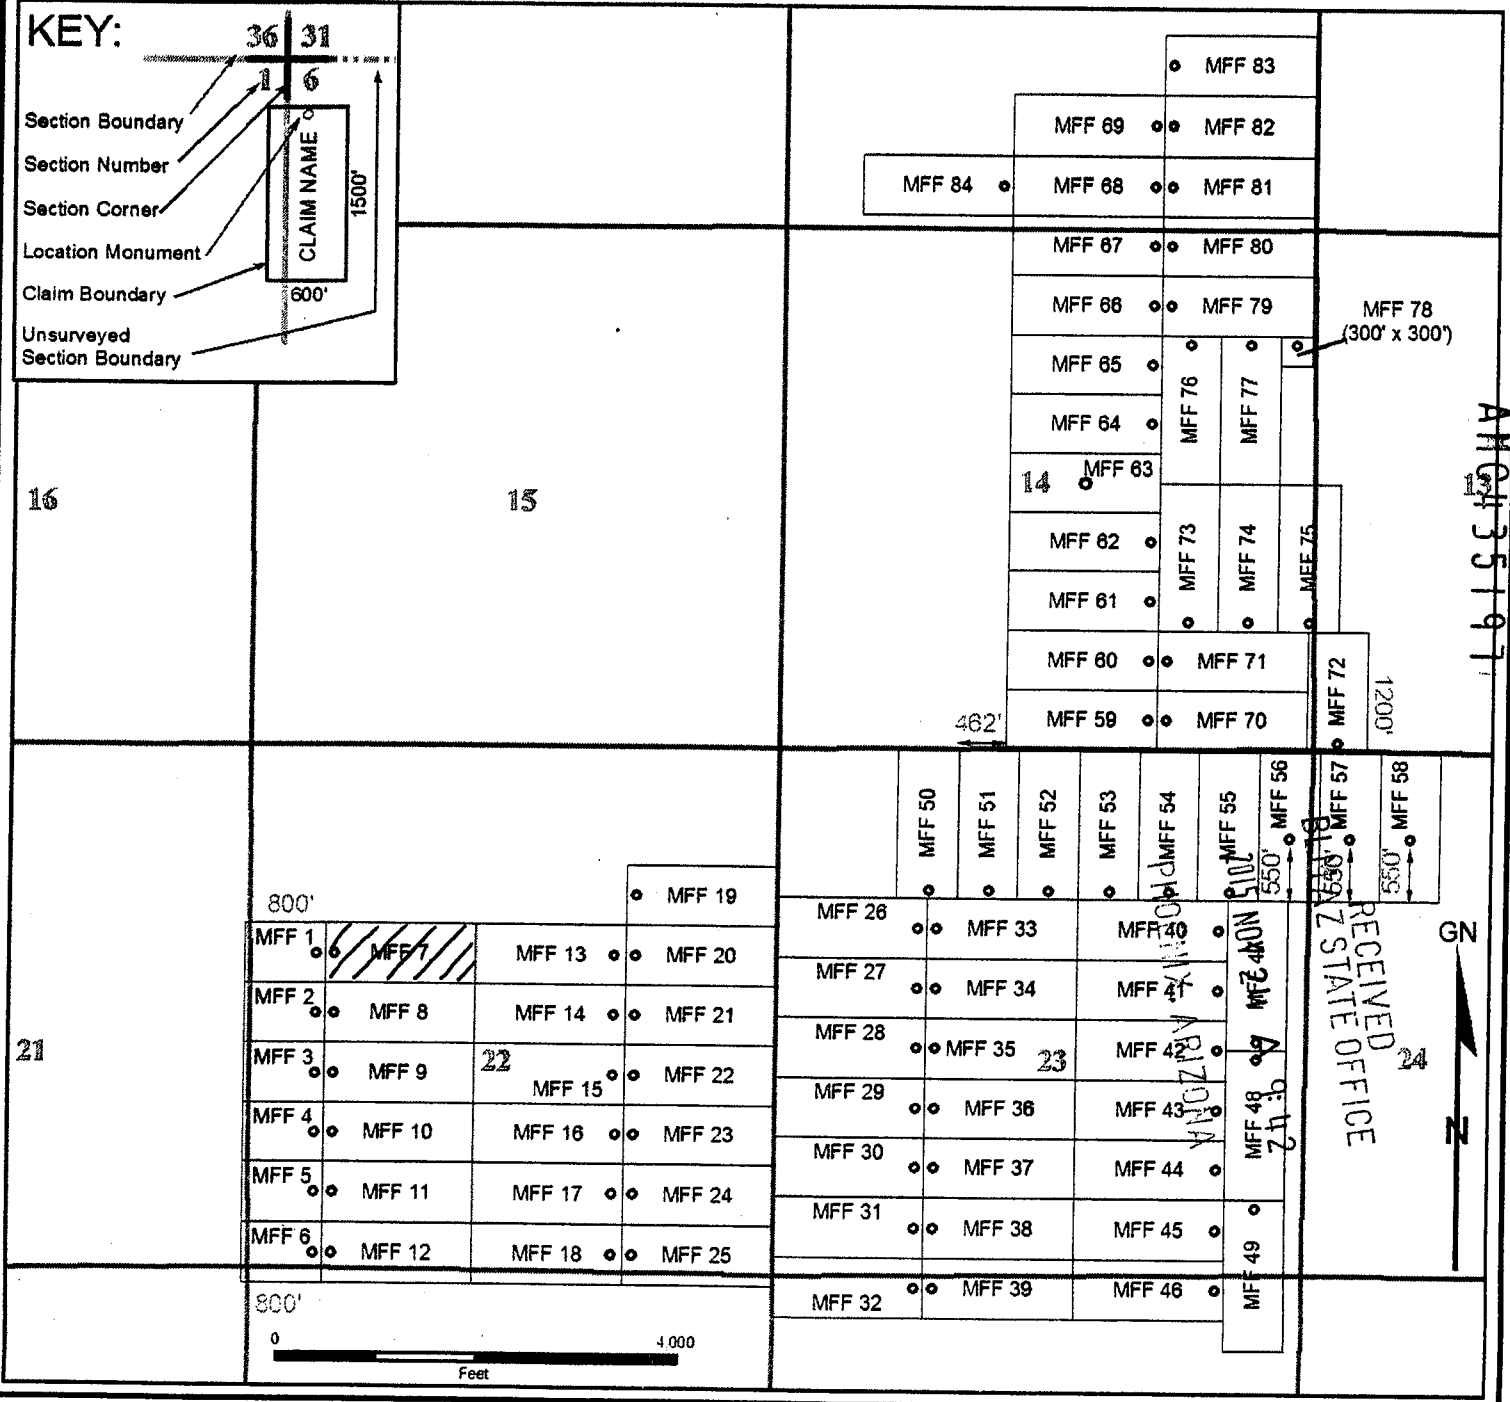 KEY:
36 31
1 6
Section Boundary
Section Number
Section Corner
Location Monument
Claim Boundary
Unsurveyed
Section Boundary
CLAIM NAME
1500'
600'
MFF 83
MFF 69 MFF 82
MFF 84 MFF 68 MFF 81
MFF 67 MFF 80
MFF 66 MFF 79
MFF 78
(300' x 300')
MFF 65 MFF 76 MFF 77
MFF 64
MFF 63
16 15 14 13
MFF 62 MFF 73 MFF 74 MFF 75
MFF 61
MFF 60 MFF 71
MFF 72
1200'
462' MFF 59 MFF 70
AMC435197
MFF 50 MFF 51 MFF 52 MFF 53 MFF 54 MFF 55 MFF 56 MFF 57 MFF 58
550' 550' 550'
MFF 19
800'
MFF 1 MFF 7 MFF 13 MFF 20
MFF 2 MFF 8 MFF 14 MFF 21
MFF 3 MFF 9 MFF 15 MFF 22
MFF 4 MFF 10 MFF 16 MFF 23
MFF 5 MFF 11 MFF 17 MFF 24
MFF 6 MFF 12 MFF 18 MFF 25
21 22 23 24
MFF 26 MFF 33 MFF 40
MFF 27 MFF 34 MFF 41
MFF 28 MFF 35 MFF 42
MFF 29 MFF 36 MFF 43
MFF 30 MFF 37 MFF 44
MFF 31 MFF 38 MFF 45
MFF 32 MFF 39 MFF 46
MFF 48
MFF 49
RECEIVED
BLM AZ STATE OFFICE
2015 NOV 12 A 9:42
PHOENIX ARIZONA
GN
N
800'
0 4,000
Feet